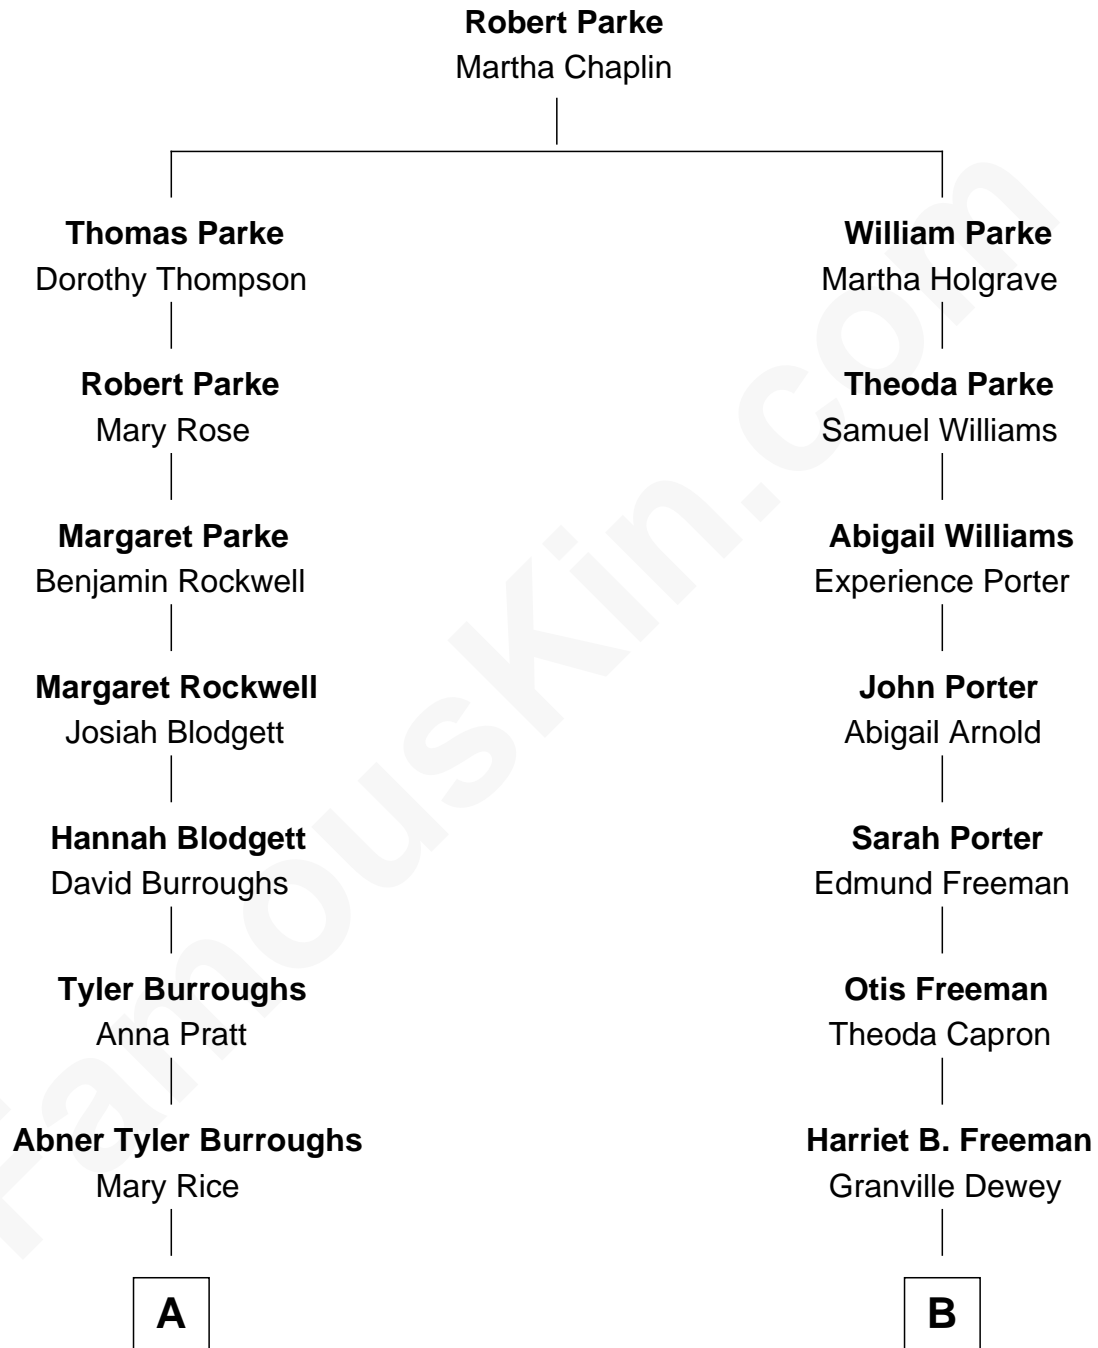 Robert Parke
Martha Chaplin
Thomas Parke
Dorothy Thompson
William Parke
Martha Holgrave
Robert Parke
Mary Rose
Theoda Parke
Samuel Williams
Margaret Parke
Benjamin Rockwell
Abigail Williams
Experience Porter
Margaret Rockwell
Josiah Blodgett
John Porter
Abigail Arnold
Hannah Blodgett
David Burroughs
Sarah Porter
Edmund Freeman
Tyler Burroughs
Anna Pratt
Otis Freeman
Theoda Capron
Abner Tyler Burroughs
Mary Rice
Harriet B. Freeman
Granville Dewey
A
B
FamousKin.com